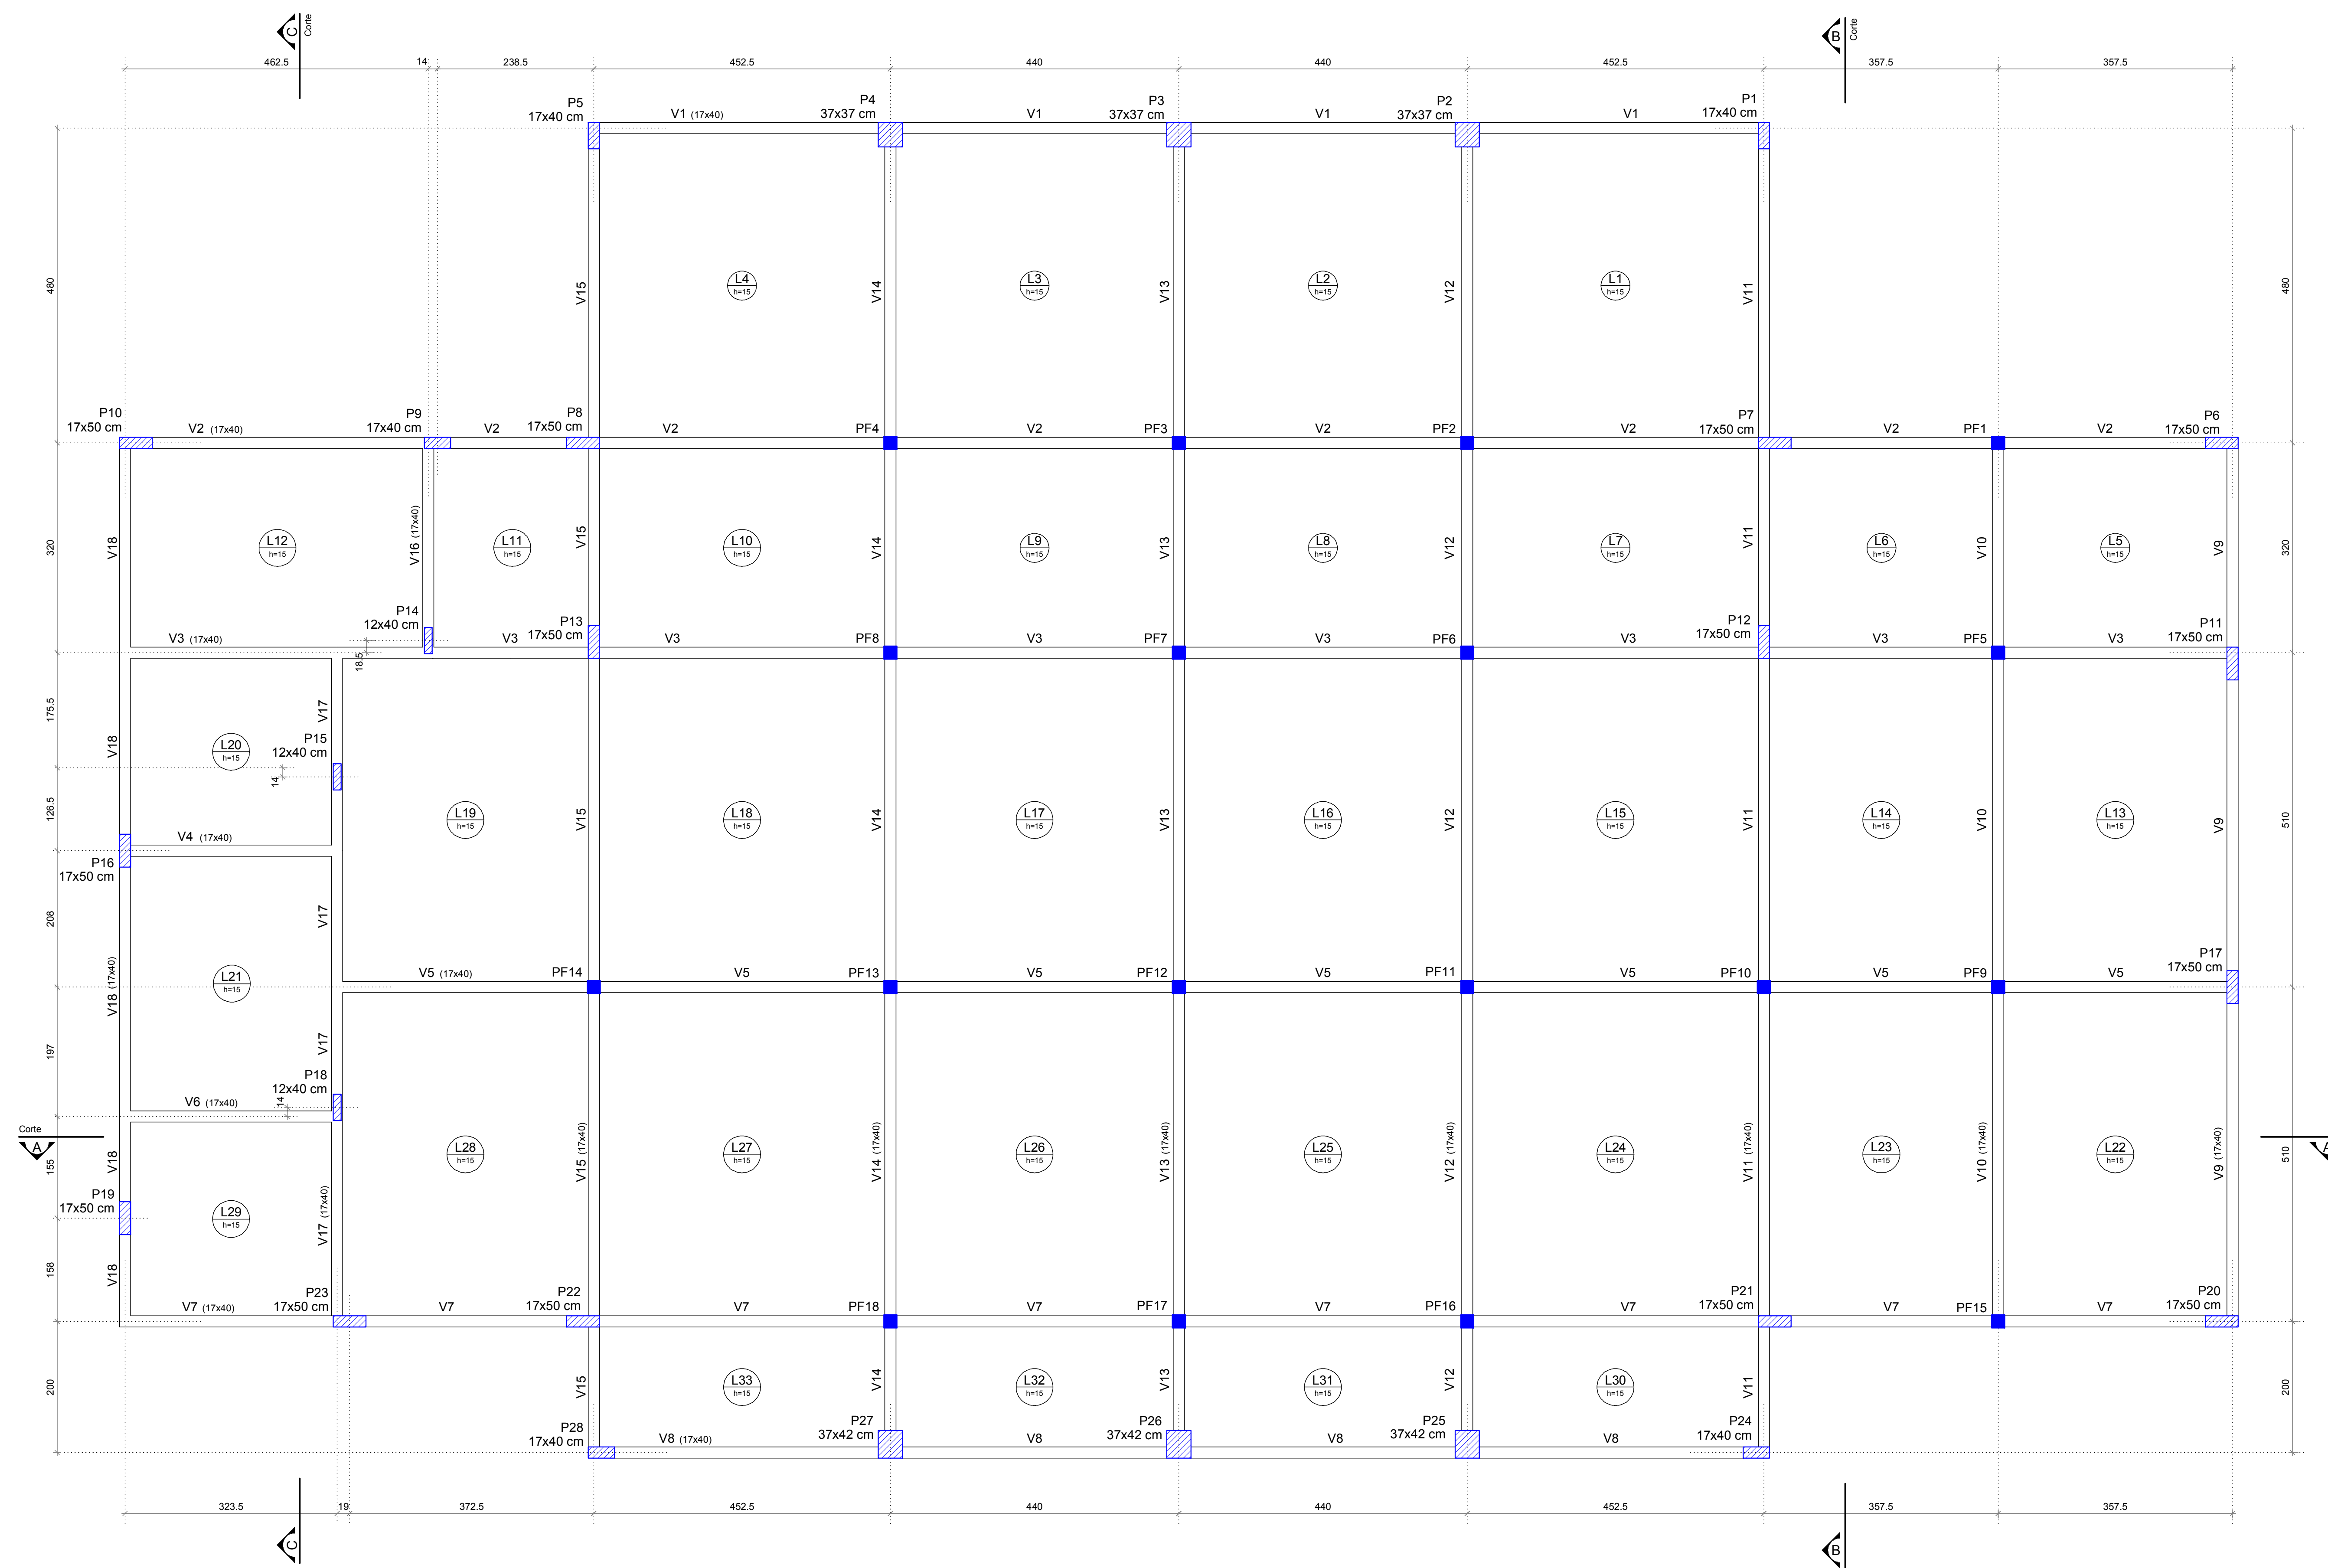 C
Corte
B
Corte
462.5
14
238.5
452.5
440
440
452.5
357.5
357.5
P5
17x40 cm
V1 (17x40)
P4
37x37 cm
V1
P3
37x37 cm
V1
P2
37x37 cm
V1
P1
17x40 cm
480
V15
L4
h=15
V14
L3
h=15
V13
L2
h=15
V12
L1
h=15
V11
480
P10
17x50 cm
V2 (17x40)
P9
17x40 cm
V2
P8
17x50 cm
V2
PF4
V2
PF3
V2
PF2
V2
P7
17x50 cm
V2
PF1
V2
P6
17x50 cm
320
V18
L12
h=15
V16 (17x40)
L11
h=15
V15
L10
h=15
V14
L9
h=15
V13
L8
h=15
V12
L7
h=15
V11
L6
h=15
V10
L5
h=15
V9
320
V3 (17x40)
P14
12x40 cm
18.5
V3
P13
17x50 cm
V3
PF8
V3
PF7
V3
PF6
V3
P12
17x50 cm
V3
PF5
V3
P11
17x50 cm
175.5
V18
L20
h=15
V17
P15
12x40 cm
14
126.5
V4 (17x40)
P16
17x50 cm
L19
h=15
V15
L18
h=15
V14
L17
h=15
V13
L16
h=15
V12
L15
h=15
V11
L14
h=15
V10
L13
h=15
V9
510
208
V17
V18 (17x40)
L21
h=15
V5 (17x40)
PF14
V5
PF13
V5
PF12
V5
PF11
V5
PF10
V5
PF9
V5
P17
17x50 cm
197
V17
P18
12x40 cm
14
V6 (17x40)
Corte
A
155
V18
P19
17x50 cm
L29
h=15
V17 (17x40)
L28
h=15
V15 (17x40)
L27
h=15
V14 (17x40)
L26
h=15
V13 (17x40)
L25
h=15
V12 (17x40)
L24
h=15
V11 (17x40)
L23
h=15
V10 (17x40)
L22
h=15
V9 (17x40)
510
158
V18
V7 (17x40)
P23
17x50 cm
V7
P22
17x50 cm
V7
PF18
V7
PF17
V7
PF16
V7
P21
17x50 cm
V7
PF15
V7
P20
17x50 cm
200
V15
L33
h=15
V14
L32
h=15
V13
L31
h=15
V12
L30
h=15
V11
200
P28
17x40 cm
V8 (17x40)
P27
37x42 cm
V8
P26
37x42 cm
V8
P25
37x42 cm
V8
P24
17x40 cm
323.5
19
372.5
452.5
440
440
452.5
357.5
357.5
C
B